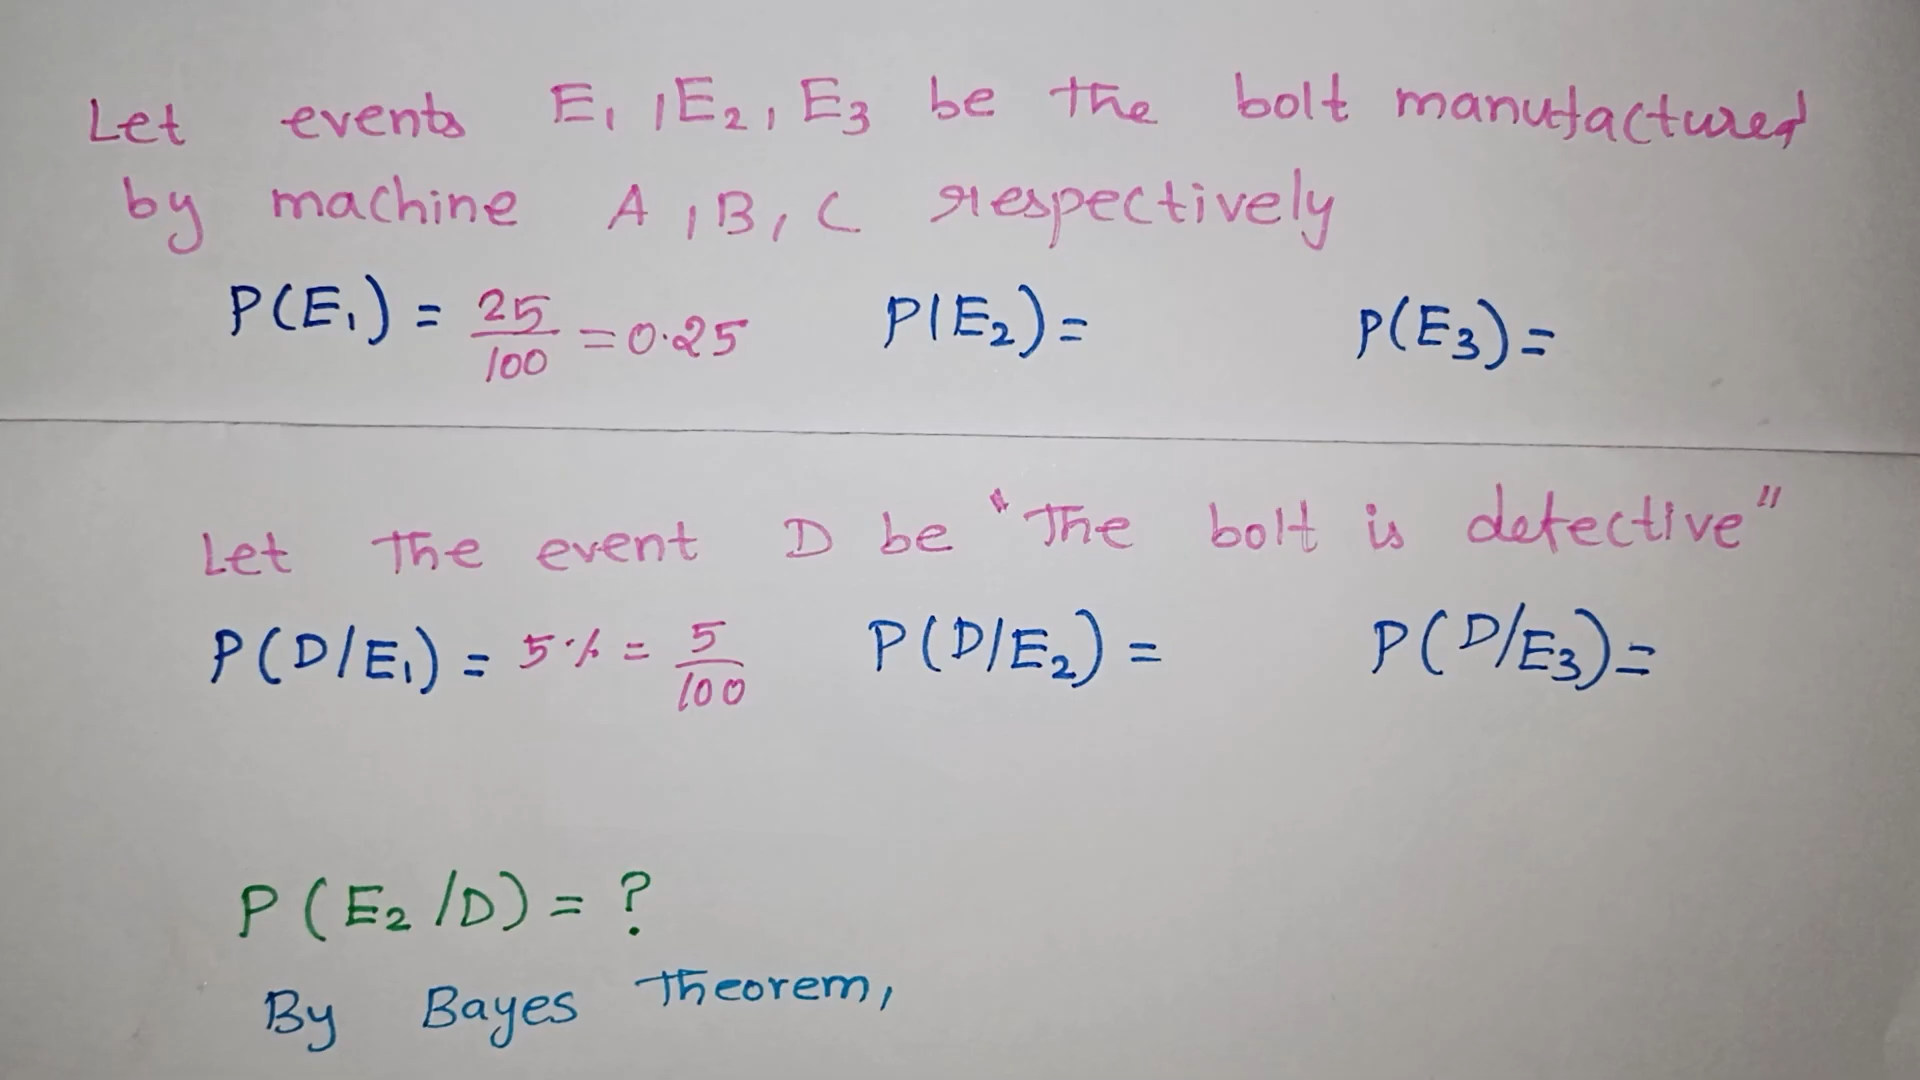 Let events E₁, E₂, E₃ be the bolt manufactured
by machine A, B, C respectively
P(E₁) = 25/100 = 0.25 P(E₂) = P(E₃) =
Let the event D be "The bolt is defective"
P(D/E₁) = 5% = 5/100 P(D/E₂) = P(D/E₃) =
P(E₂/D) = ?
By Bayes Theorem,